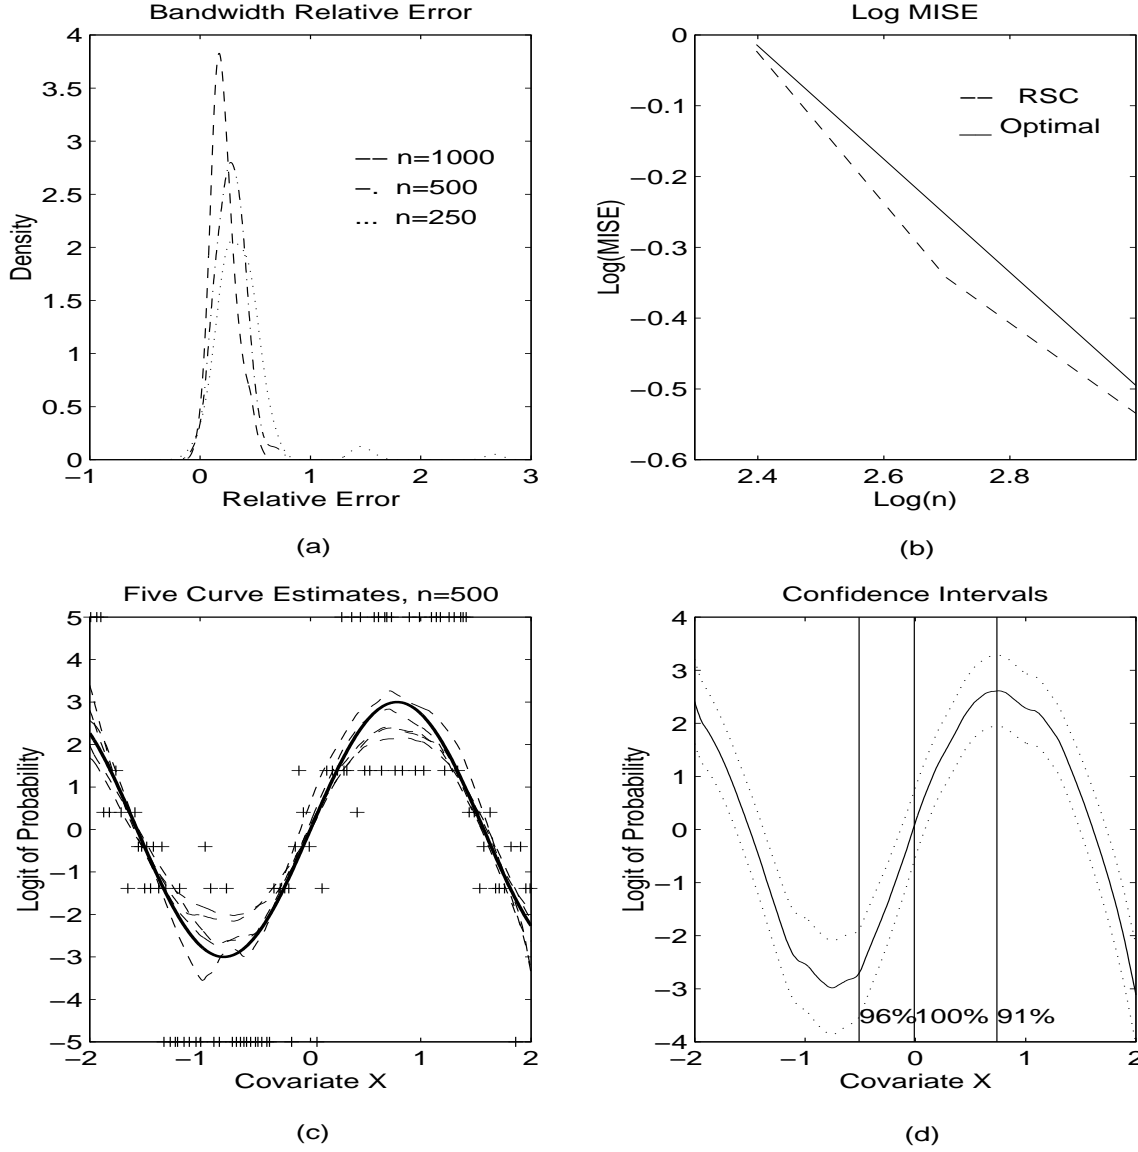 Bandwidth Relative Error
4
3.5
3
2.5
2
1.5
1
0.5
0
Density
n=1000
n=500
n=250
−1 0 1 2 3
Relative Error
(a)
Log MISE
0
−0.1
−0.2
−0.3
−0.4
−0.5
−0.6
Log(MISE)
RSC
Optimal
2.4 2.6 2.8
Log(n)
(b)
Five Curve Estimates, n=500
5
4
3
2
1
0
−1
−2
−3
−4
−5
Logit of Probability
−2 −1 0 1 2
Covariate X
(c)
Confidence Intervals
4
3
2
1
0
−1
−2
−3
−4
Logit of Probability
96% 100% 91%
−2 −1 0 1 2
Covariate X
(d)